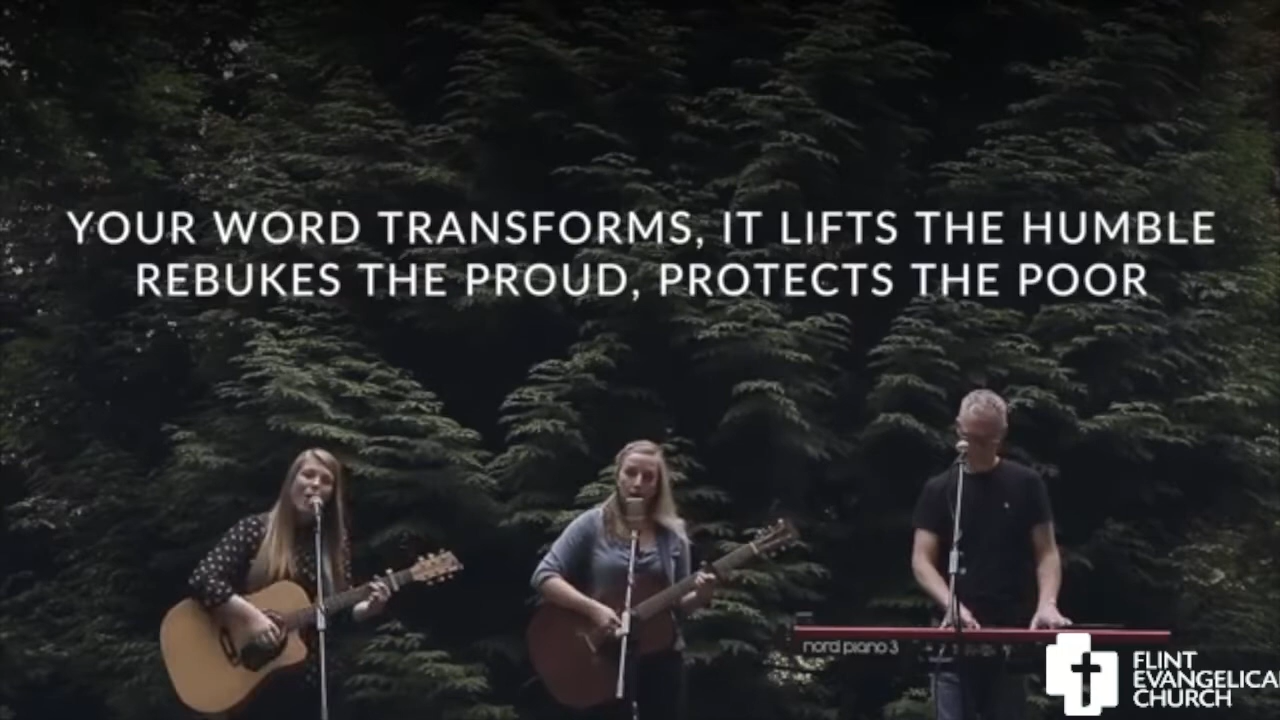 YOUR WORD TRANSFORMS, IT LIFTS THE HUMBLE
REBUKES THE PROUD, PROTECTS THE POOR
nord piano 3
FLINT
EVANGELICAL
CHURCH